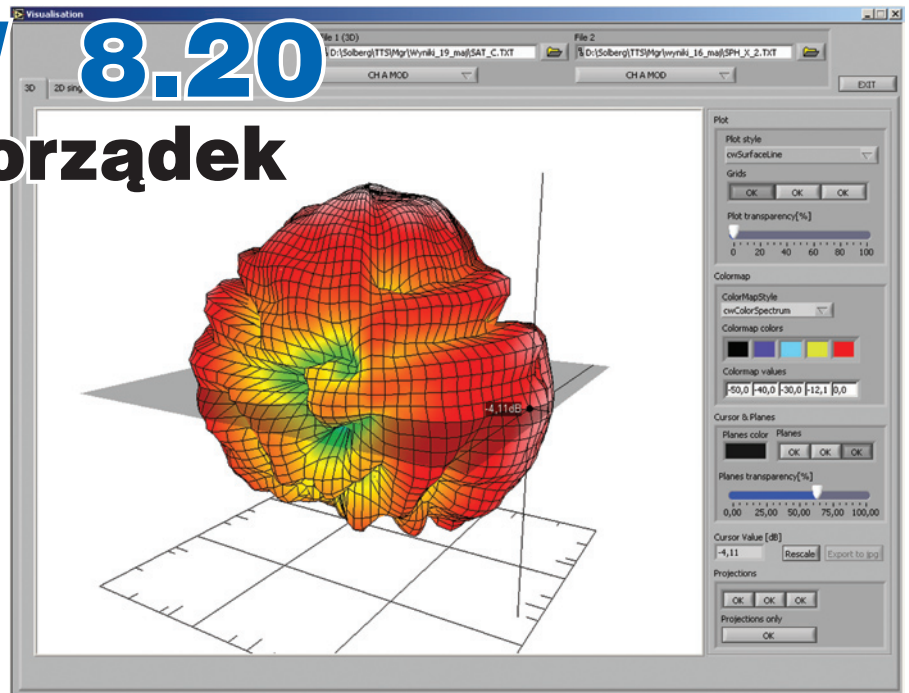 Visualisation
8.20
orządek
File 1 (3D)
D:\Solberg\TTS\Mgr\Wyniki_19_maj\SAT_C.TXT
CH A MOD
File 2
D:\Solberg\TTS\Mgr\wyniki_16_maj\SPH_X_2.TXT
CH A MOD
EXIT
3D
2D
Plot
Plot style
cwSurfaceLine
Grids
OK OK OK
Plot transparency[%]
0 20 40 60 80 100
Colormap
ColorMapStyle
cwColorSpectrum
Colormap colors
Colormap values
-50,0 -40,0 -30,0 -12,1 0,0
Cursor & Planes
Planes color Planes
OK OK OK
Planes transparency[%]
0,00 25,00 50,00 75,00 100,00
Cursor Value [dB]
-4,11
Rescale Export to jpg
Projections
OK OK OK
Projections only
OK
-4,11dB